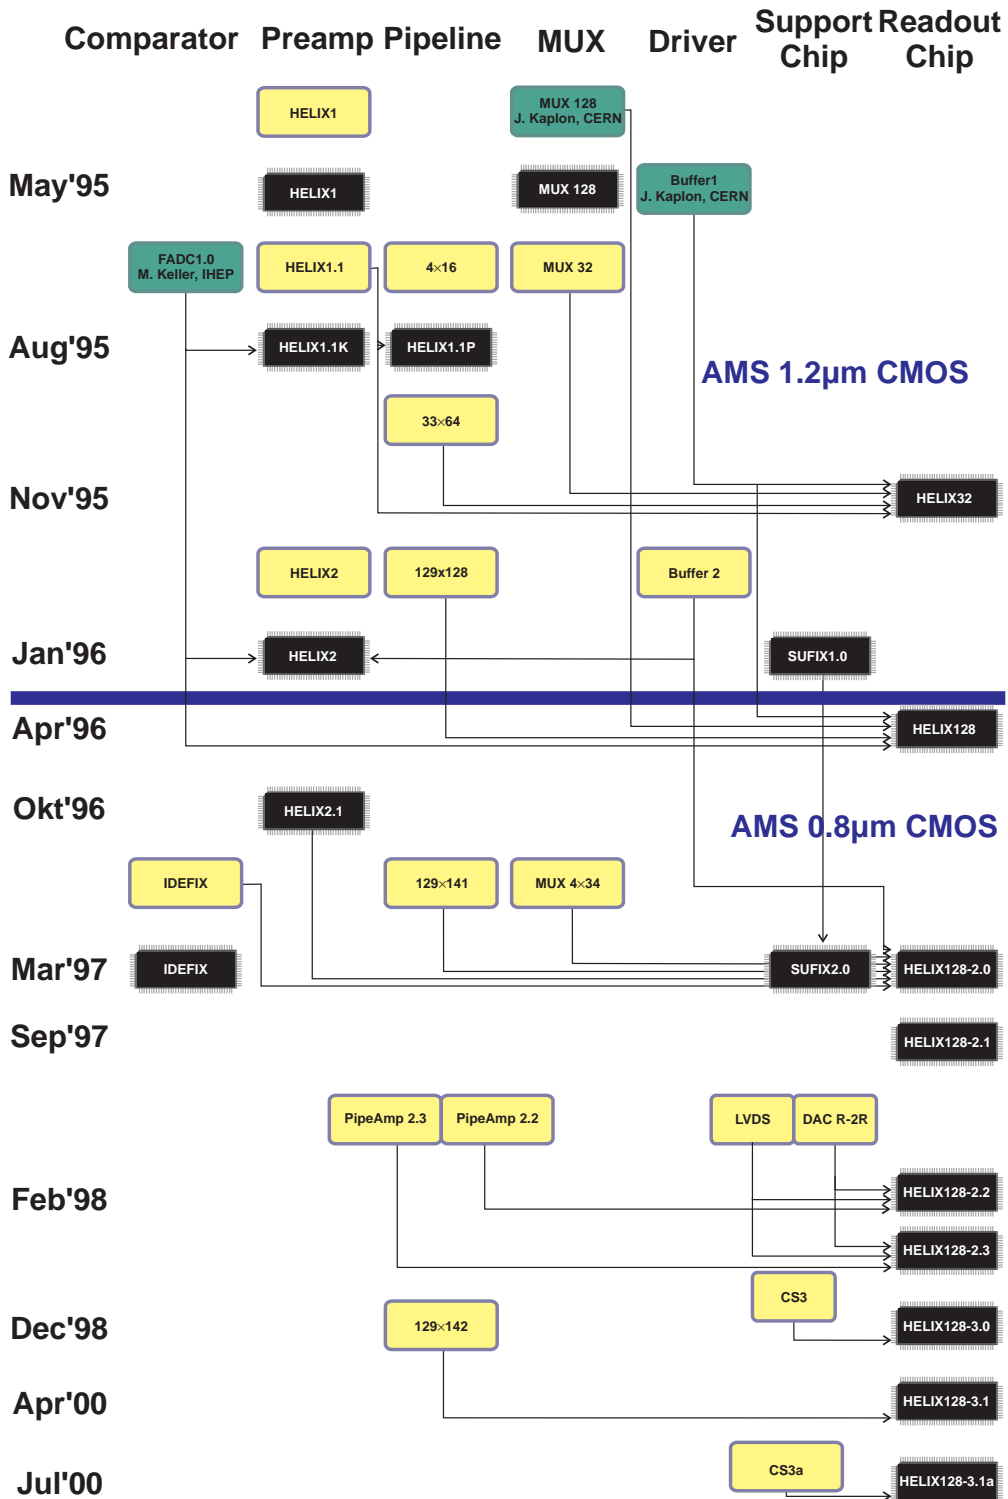 Comparator Preamp Pipeline MUX Driver Support Chip Readout Chip
HELIX1
MUX 128
J. Kaplon, CERN
May'95
HELIX1
MUX 128
Buffer1
J. Kaplon, CERN
FADC1.0
M. Keller, IHEP
HELIX1.1
4×16
MUX 32
Aug'95
HELIX1.1K
HELIX1.1P
AMS 1.2µm CMOS
33×64
Nov'95
HELIX32
HELIX2
129x128
Buffer 2
Jan'96
HELIX2
SUFIX1.0
Apr'96
HELIX128
Okt'96
HELIX2.1
AMS 0.8µm CMOS
IDEFIX
129×141
MUX 4×34
Mar'97
IDEFIX
SUFIX2.0
HELIX128-2.0
Sep'97
HELIX128-2.1
PipeAmp 2.3
PipeAmp 2.2
LVDS
DAC R-2R
Feb'98
HELIX128-2.2
HELIX128-2.3
CS3
Dec'98
129×142
HELIX128-3.0
Apr'00
HELIX128-3.1
CS3a
Jul'00
HELIX128-3.1a